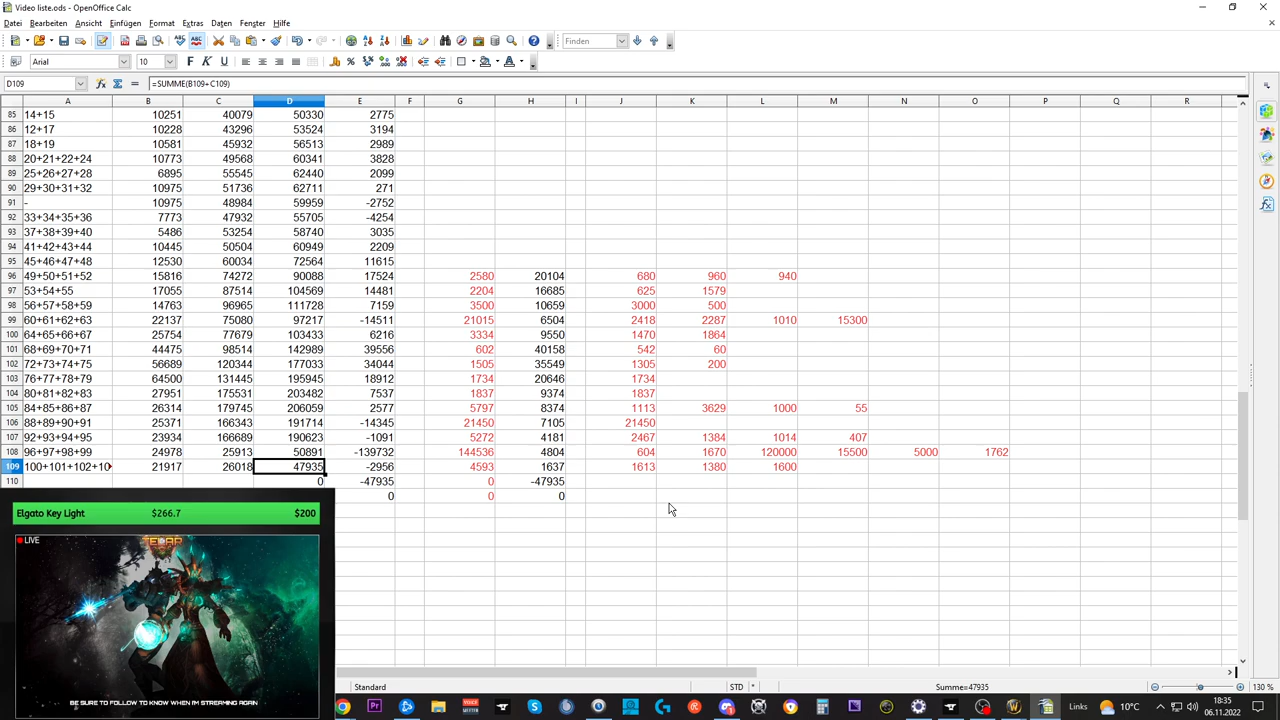 Video liste.ods - OpenOffice Calc
Datei Bearbeiten Ansicht Einfügen Format Extras Daten Fenster Hilfe
Finden
Arial 10
D109 =SUMME(B109+C109)
A B C D E F G H I J K L M N O P Q R
85 14+15 10251 40079 50330 2775
86 12+17 10228 43296 53524 3194
87 18+19 10581 45932 56513 2989
88 20+21+22+24 10773 49568 60341 3828
89 25+26+27+28 6895 55545 62440 2099
90 29+30+31+32 10975 51736 62711 271
91 - 10975 48984 59959 -2752
92 33+34+35+36 7773 47932 55705 -4254
93 37+38+39+40 5486 53254 58740 3035
94 41+42+43+44 10445 50504 60949 2209
95 45+46+47+48 12530 60034 72564 11615
96 49+50+51+52 15816 74272 90088 17524 2580 20104 680 960 940
97 53+54+55 17055 87514 104569 14481 2204 16685 625 1579
98 56+57+58+59 14763 96965 111728 7159 3500 10659 3000 500
99 60+61+62+63 22137 75080 97217 -14511 21015 6504 2418 2287 1010 15300
100 64+65+66+67 25754 77679 103433 6216 3334 9550 1470 1864
101 68+69+70+71 44475 98514 142989 39556 602 40158 542 60
102 72+73+74+75 56689 120344 177033 34044 1505 35549 1305 200
103 76+77+78+79 64500 131445 195945 18912 1734 20646 1734
104 80+81+82+83 27951 175531 203482 7537 1837 9374 1837
105 84+85+86+87 26314 179745 206059 2577 5797 8374 1113 3629 1000 55
106 88+89+90+91 25371 166343 191714 -14345 21450 7105 21450
107 92+93+94+95 23934 166689 190623 -1091 5272 4181 2467 1384 1014 407
108 96+97+98+99 24978 25913 50891 -139732 144536 4804 604 1670 120000 15500 5000 1762
109 100+101+102+10 21917 26018 47935 -2956 4593 1637 1613 1380 1600
110 0 -47935 0 -47935
0 0 0
Elgato Key Light $266.7 $200
LIVE
BE SURE TO FOLLOW TO KNOW WHEN I'M STREAMING AGAIN
Standard STD * Summe=47935 130 %
Links 10°C 18:35
06.11.2022